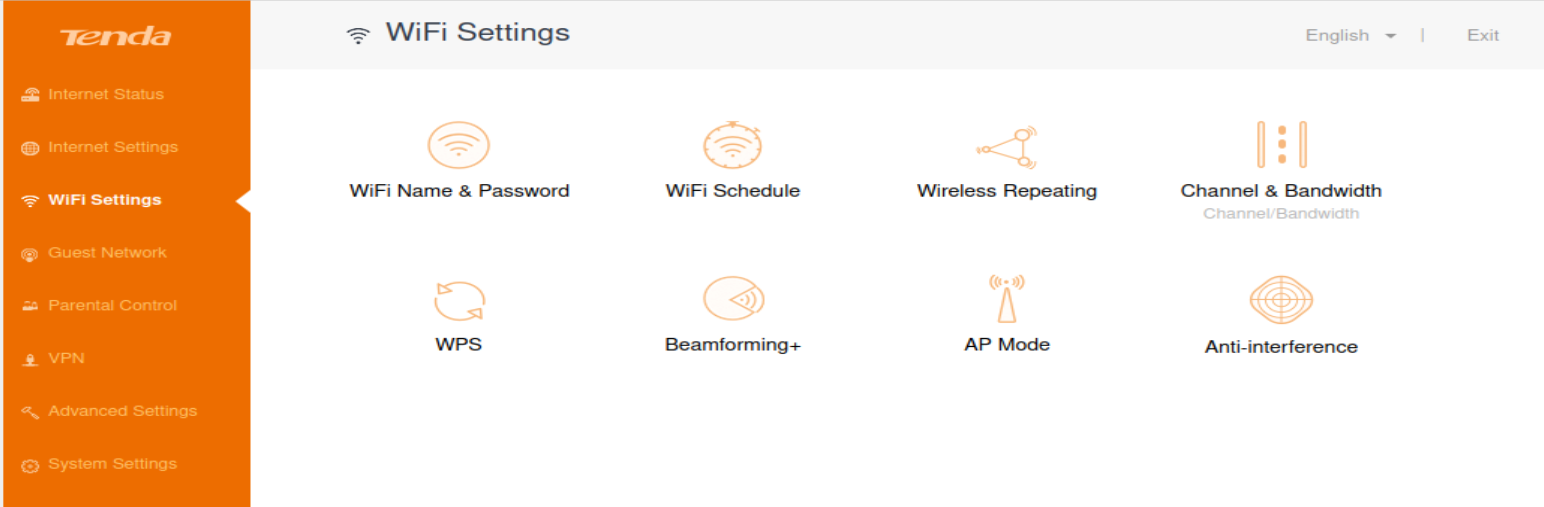 Tenda
WiFi Settings
English
Exit
Internet Status
Internet Settings
WiFi Settings
Guest Network
Parental Control
VPN
Advanced Settings
System Settings
WiFi Name & Password
WiFi Schedule
Wireless Repeating
Channel & Bandwidth
Channel/Bandwidth
WPS
Beamforming+
AP Mode
Anti-interference